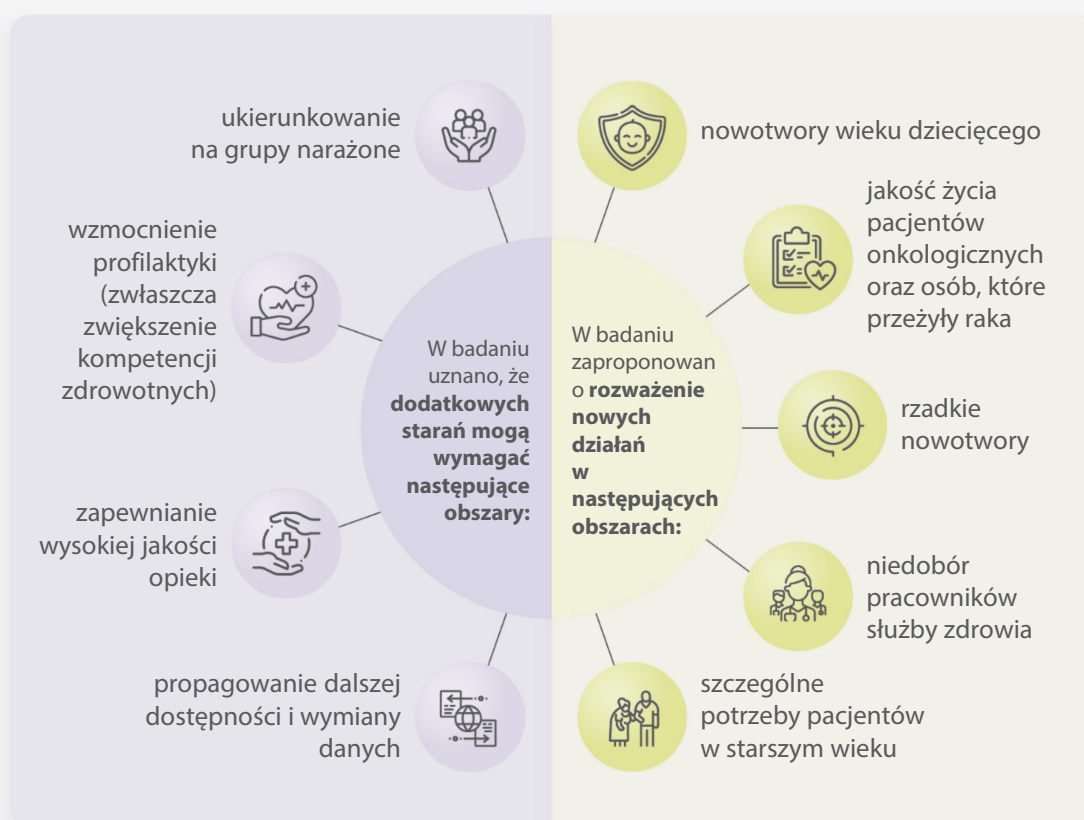 ukierunkowanie
na grupy narażone
wzmocnienie
profilaktyki
(zwłaszcza
zwiększenie
kompetencji
zdrowotnych)
zapewnianie
wysokiej jakości
opieki
propagowanie dalszej
dostępności i wymiany
danych
W badaniu
uznano, że
dodatkowych
starań mogą
wymagać
następujące
obszary:
W badaniu
zaproponowan
o rozważenie
nowych
działań
w
następujących
obszarach:
nowotwory wieku dziecięcego
jakość życia
pacjentów
onkologicznych
oraz osób, które
przeżyły raka
rzadkie
nowotwory
niedobór
pracowników
służby zdrowia
szczególne
potrzeby pacjentów
w starszym wieku